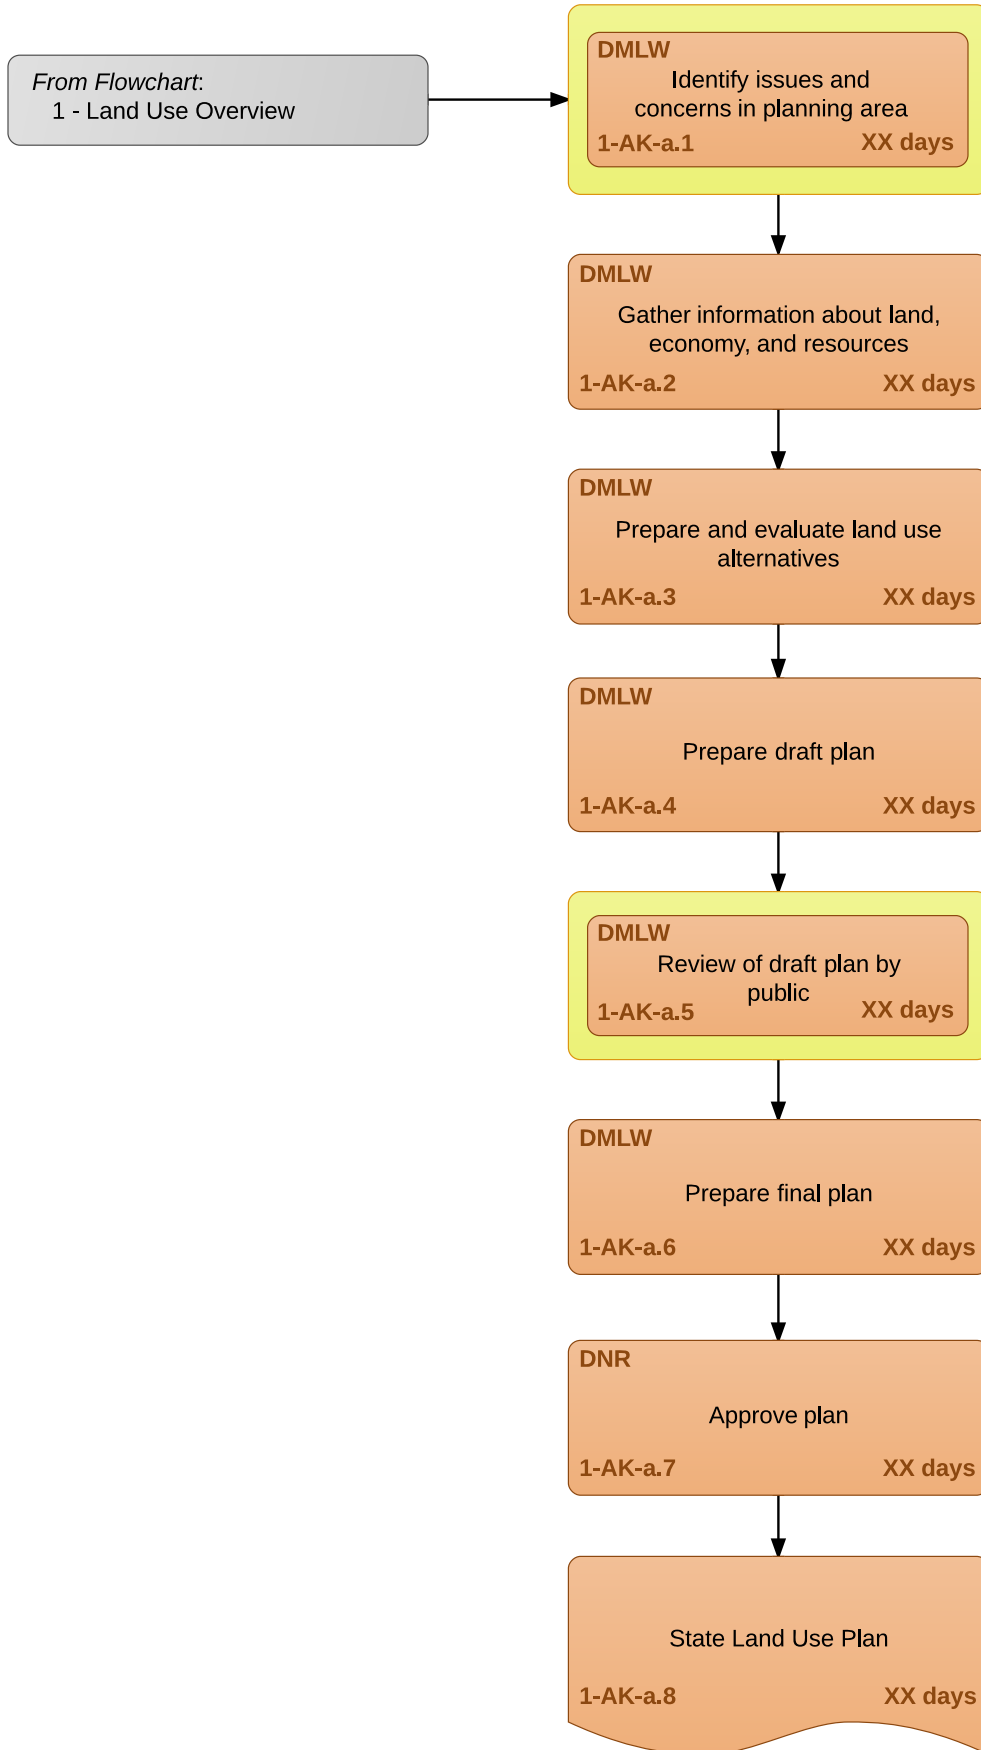 From Flowchart:
1 - Land Use Overview
DMLW
Identify issues and
concerns in planning area
1-AK-a.1 XX days
DMLW
Gather information about land,
economy, and resources
1-AK-a.2 XX days
DMLW
Prepare and evaluate land use
alternatives
1-AK-a.3 XX days
DMLW
Prepare draft plan
1-AK-a.4 XX days
DMLW
Review of draft plan by
public
1-AK-a.5 XX days
DMLW
Prepare final plan
1-AK-a.6 XX days
DNR
Approve plan
1-AK-a.7 XX days
State Land Use Plan
1-AK-a.8 XX days